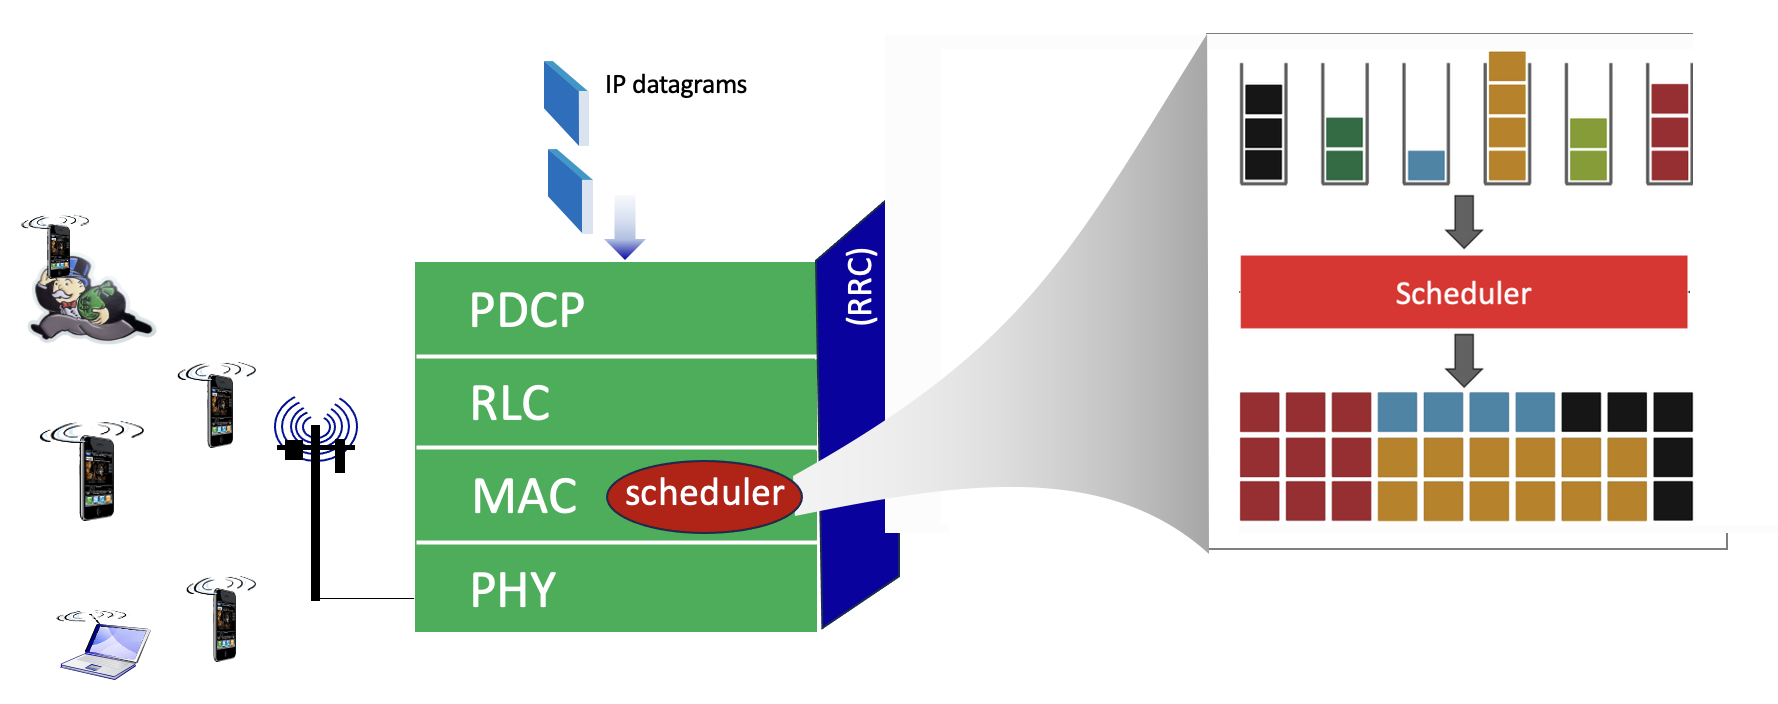 IP datagrams
PDCP
RLC
MAC
scheduler
PHY
(RRC)
Scheduler